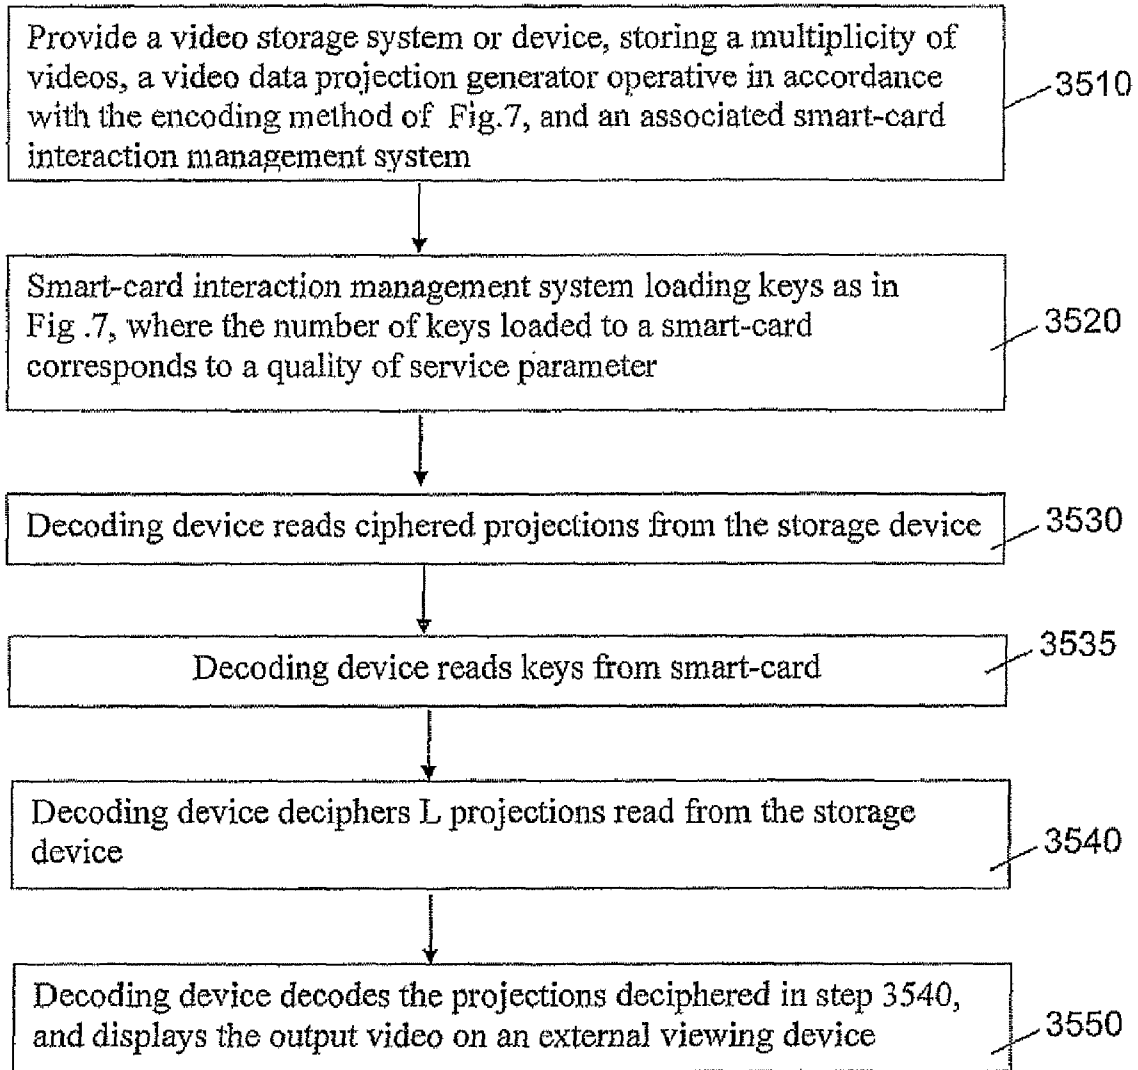 Provide a video storage system or device, storing a multiplicity of
videos, a video data projection generator operative in accordance
with the encoding method of Fig.7, and an associated smart-card
interaction management system
3510
Smart-card interaction management system loading keys as in
Fig .7, where the number of keys loaded to a smart-card
corresponds to a quality of service parameter
3520
Decoding device reads ciphered projections from the storage device
3530
Decoding device reads keys from smart-card
3535
Decoding device deciphers L projections read from the storage
device
3540
Decoding device decodes the projections deciphered in step 3540,
and displays the output video on an external viewing device
3550